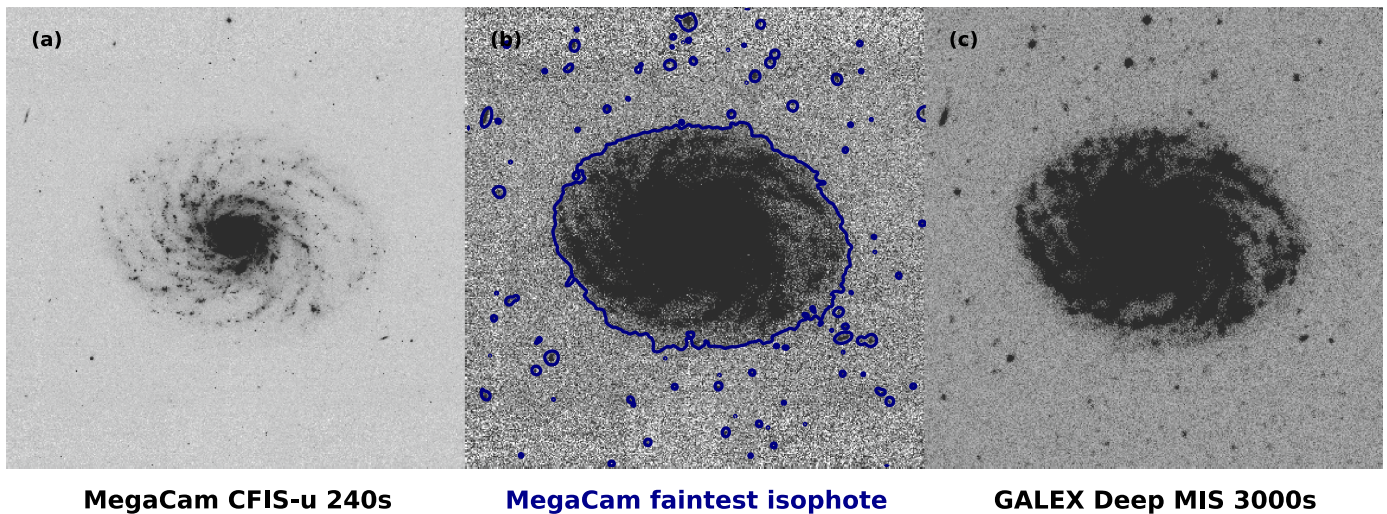 (a)
(b)
(c)
MegaCam CFIS-u 240s
MegaCam faintest isophote
GALEX Deep MIS 3000s